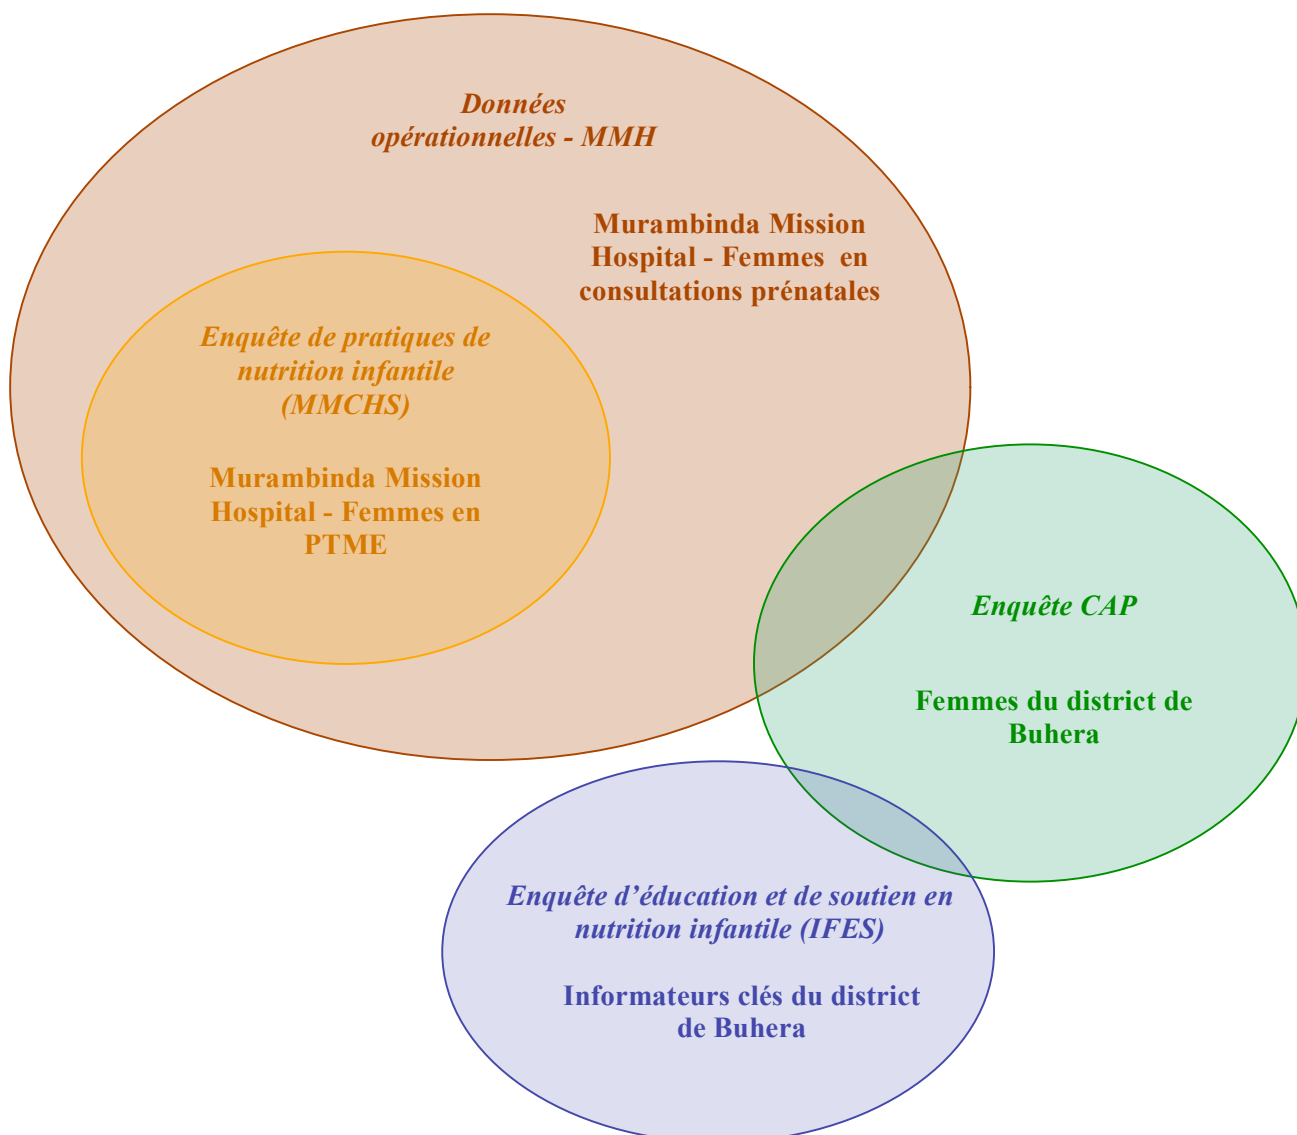 Données
opérationnelles - MMH
Murambinda Mission
Hospital - Femmes en
consultations prénatales
Enquête de pratiques de
nutrition infantile
(MMCHS)
Murambinda Mission
Hospital - Femmes en
PTME
Enquête CAP
Femmes du district de
Buhera
Enquête d’éducation et de soutien en
nutrition infantile (IFES)
Informateurs clés du district
de Buhera